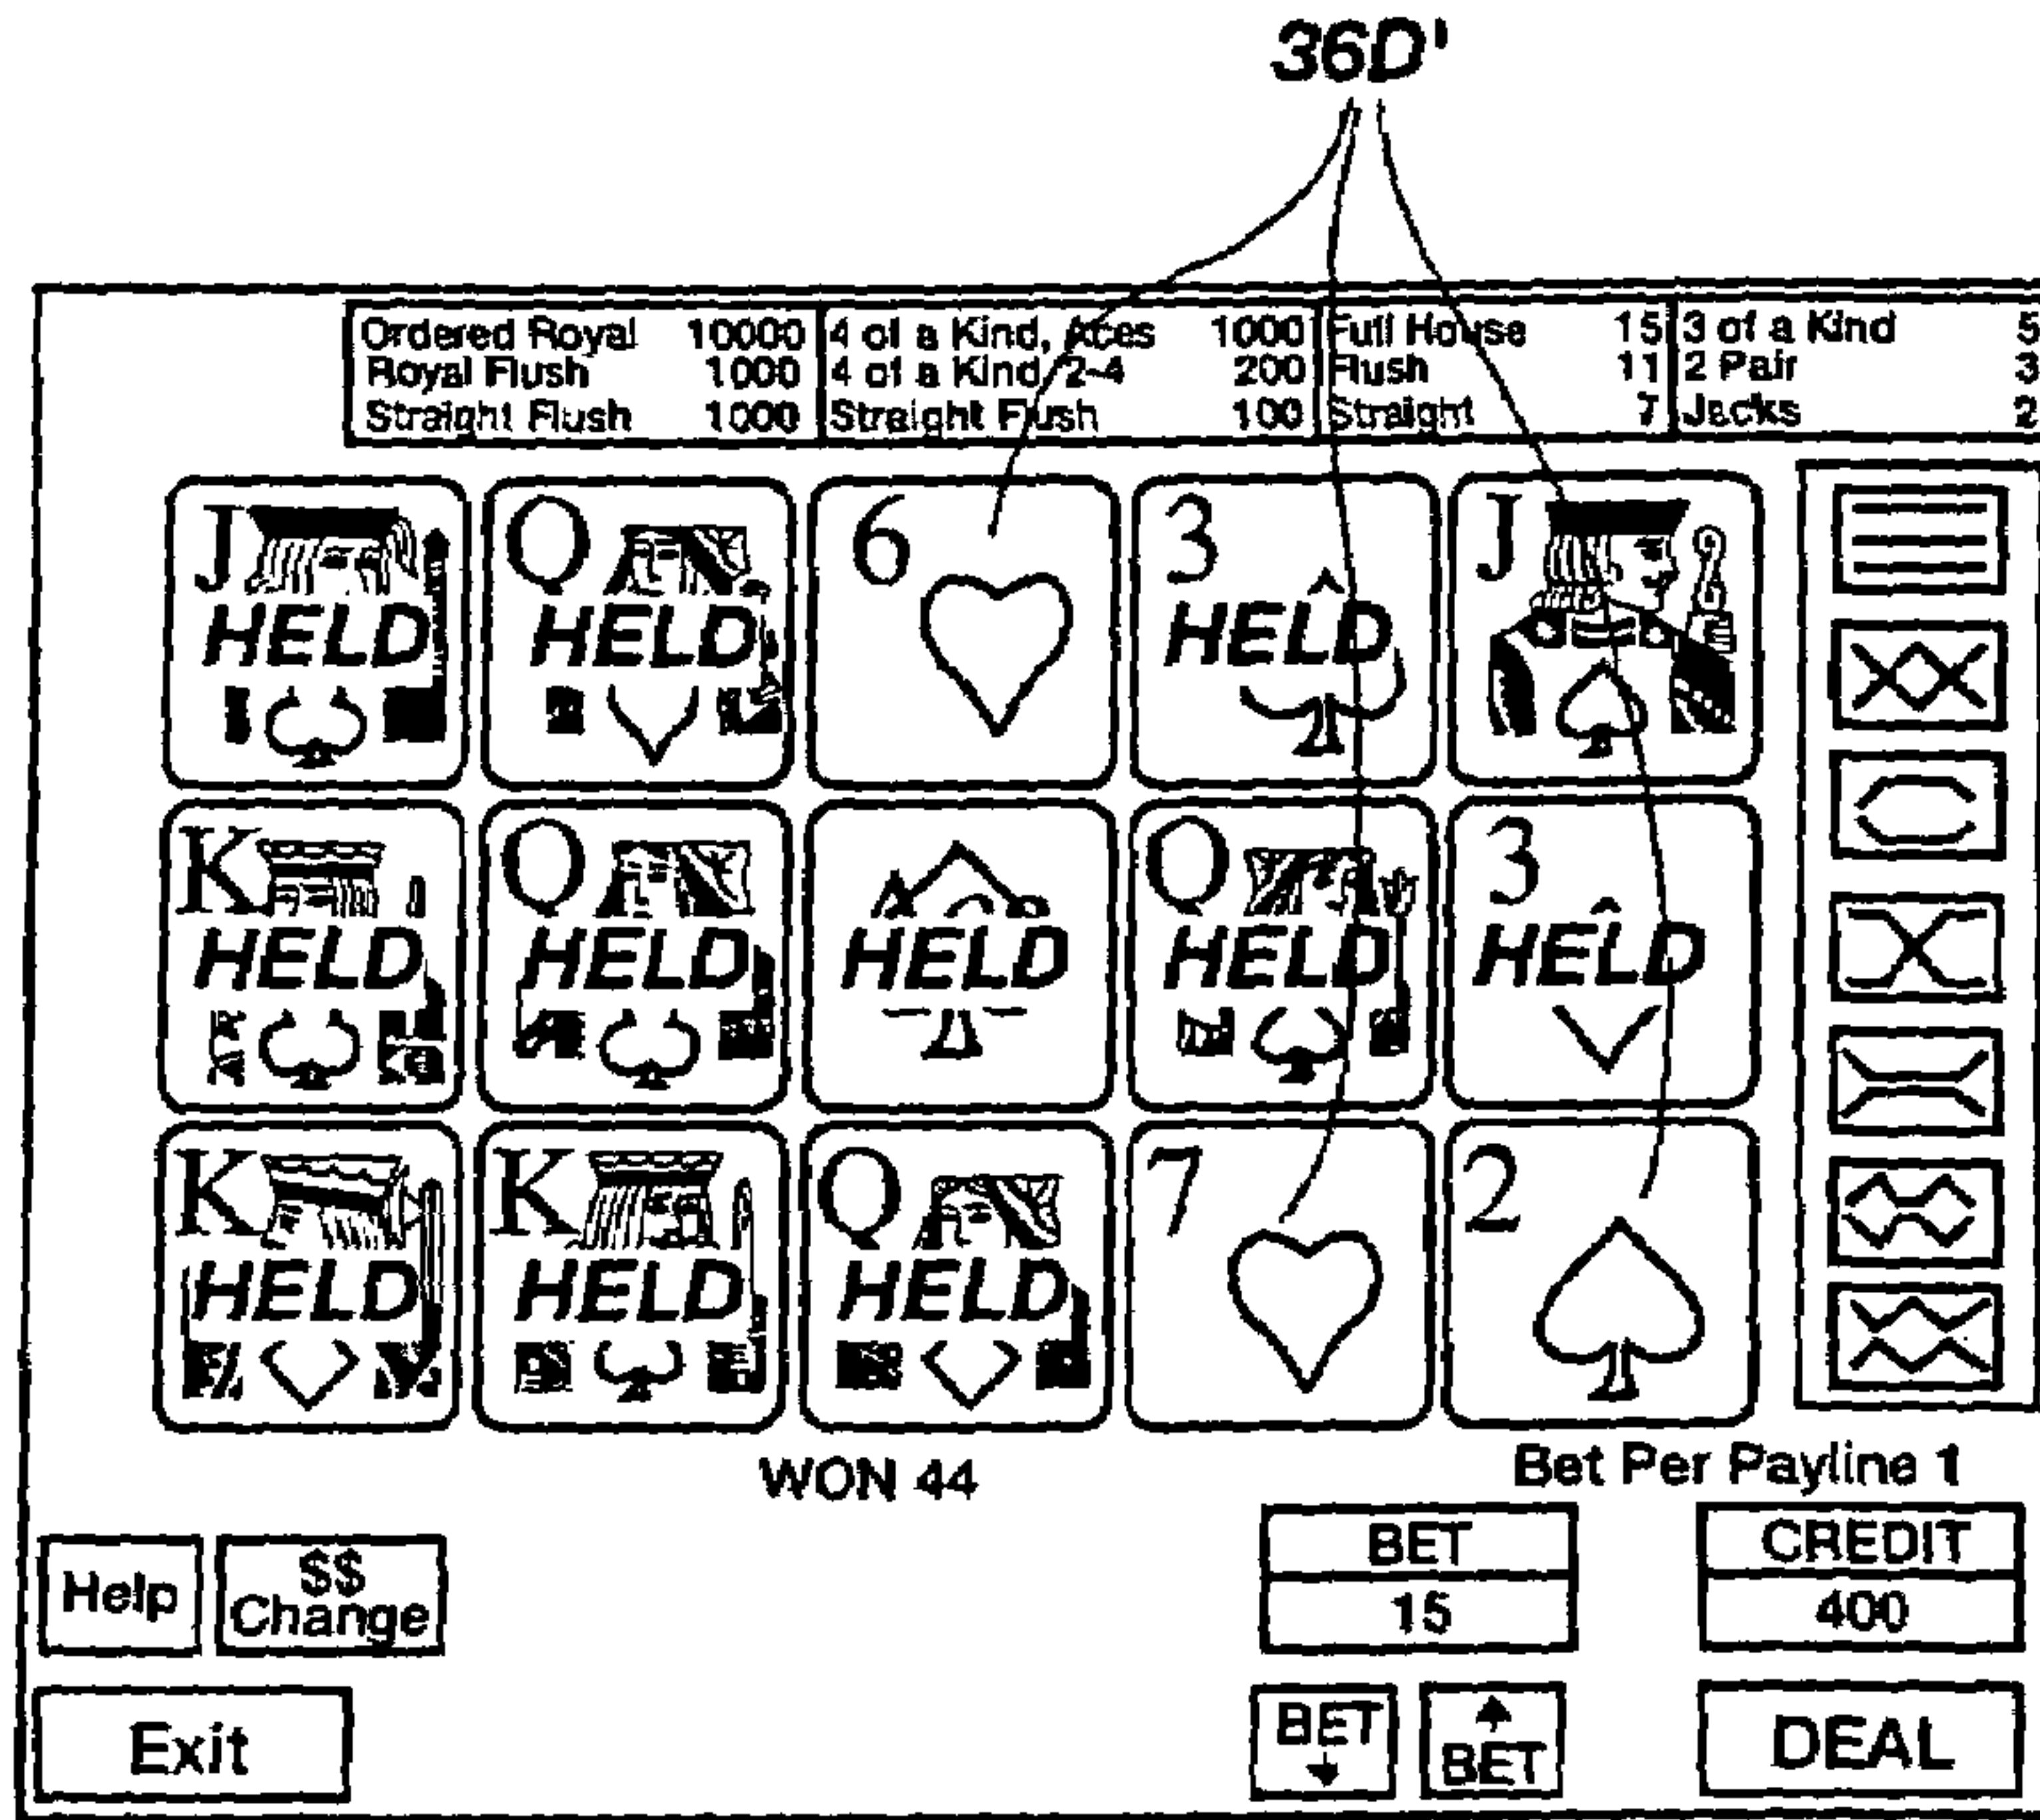 36D'
Ordered Royal 10000 4 of a Kind, Aces 1000 Full House 15 3 of a Kind 5
Royal Flush 1000 4 of a Kind, 2-4 200 Flush 11 2 Pair 3
Straight Flush 1000 Straight Flush 100 Straight 7 Jacks 2
J Q 6 3 J
HELD HELD HELD
K Q Q 3
HELD HELD HELD HELD HELD
K K Q 7 2
HELD HELD HELD
WON 44
Bet Per Payline 1
BET CREDIT
Help $$ Change 15 400
Exit BET BET DEAL